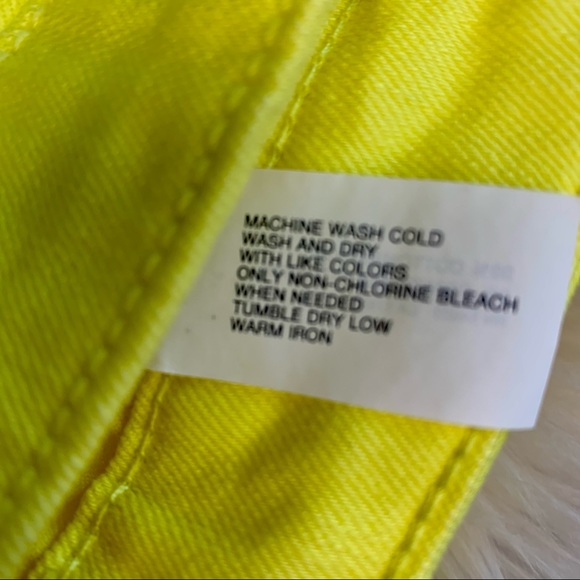 MACHINE WASH COLD
WASH AND DRY
WITH LIKE COLORS
ONLY NON-CHLORINE BLEACH
WHEN NEEDED
TUMBLE DRY LOW
WARM IRON